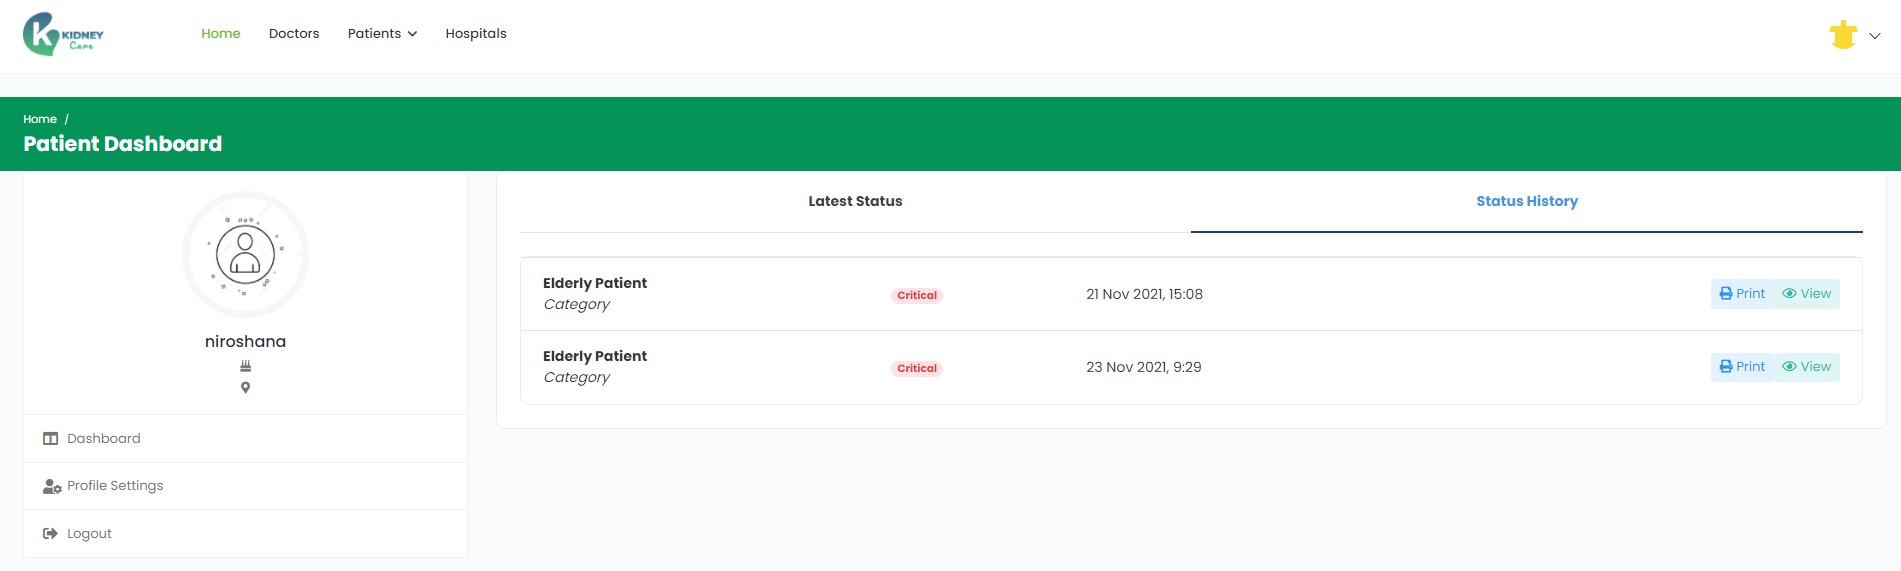 K KIDNEY
Care
Home Doctors Patients Hospitals
Home /
Patient Dashboard
niroshana
Dashboard
Profile Settings
Logout
Latest Status Status History
Elderly Patient
Category
Critical
21 Nov 2021, 15:08
Print View
Elderly Patient
Category
Critical
23 Nov 2021, 9:29
Print View